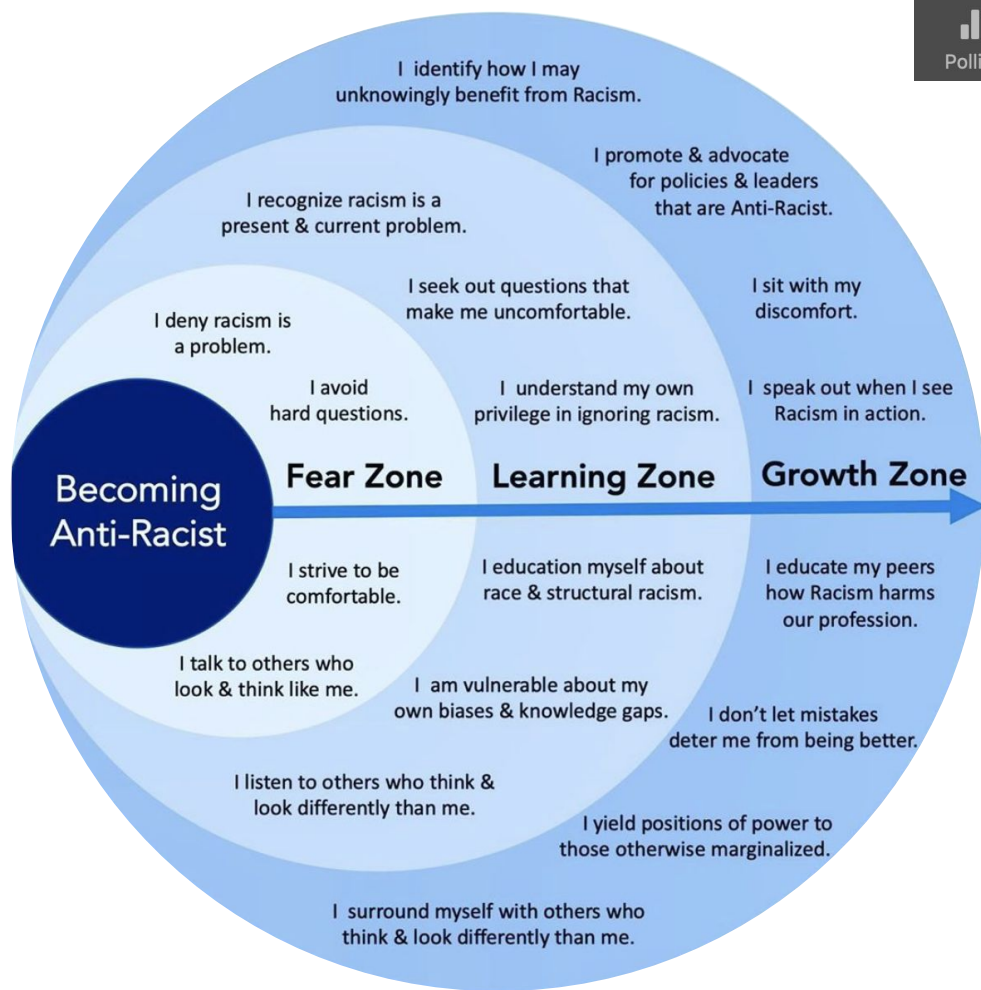 Polli
I identify how I may
unknowingly benefit from Racism.
I promote & advocate
for policies & leaders
that are Anti-Racist.
I recognize racism is a
present & current problem.
I seek out questions that
make me uncomfortable.
I sit with my
discomfort.
I deny racism is
a problem.
I avoid
hard questions.
I understand my own
privilege in ignoring racism.
I speak out when I see
Racism in action.
Becoming
Anti-Racist
Fear Zone
Learning Zone
Growth Zone
I strive to be
comfortable.
I education myself about
race & structural racism.
I educate my peers
how Racism harms
our profession.
I talk to others who
look & think like me.
I am vulnerable about my
own biases & knowledge gaps.
I don't let mistakes
deter me from being better.
I listen to others who think &
look differently than me.
I yield positions of power to
those otherwise marginalized.
I surround myself with others who
think & look differently than me.